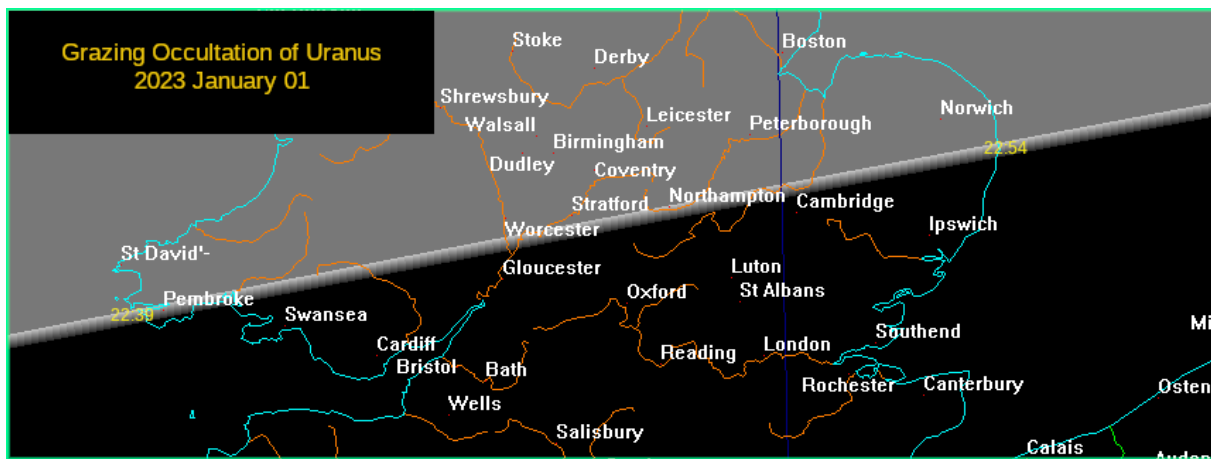 Grazing Occultation of Uranus
2023 January 01
Stoke
Boston
Derby
Shrewsbury
Norwich
Leicester
Walsall
Peterborough
Birmingham
22:54
Dudley
Coventry
Northampton
Stratford
Cambridge
Worcester
Ipswich
St David'-
Gloucester
Luton
St Albans
Oxford
Pembroke
22:39
Swansea
Southend
Mi
Cardiff
London
Reading
Bristol
Bath
Rochester
Canterbury
Osten
Wells
Salisbury
Calais